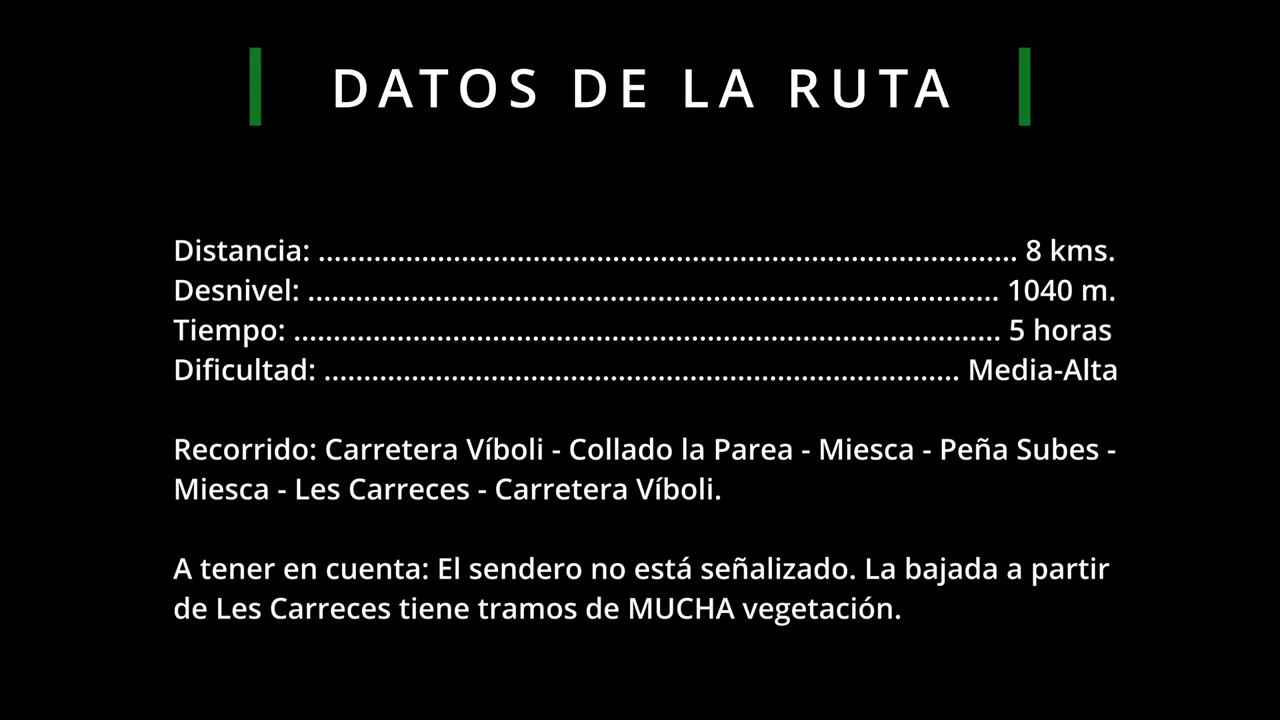 DATOS DE LA RUTA
Distancia: ........................................................................................ 8 kms.
Desnivel: ....................................................................................... 1040 m.
Tiempo: ......................................................................................... 5 horas
Dificultad: ................................................................................ Media-Alta
Recorrido: Carretera Víboli - Collado la Parea - Miesca - Peña Subes -
Miesca - Les Carreces - Carretera Víboli.
A tener en cuenta: El sendero no está señalizado. La bajada a partir
de Les Carreces tiene tramos de MUCHA vegetación.